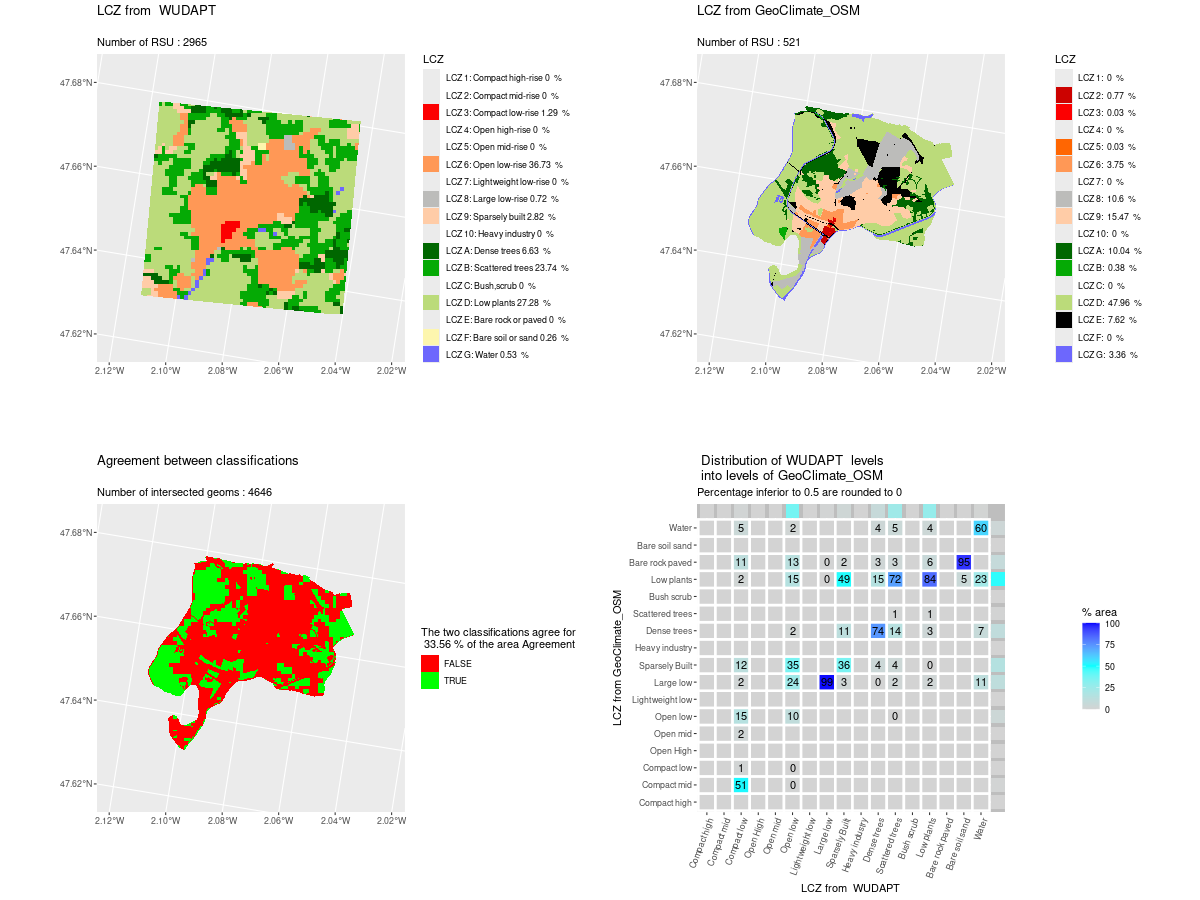 LCZ from  WUDAPT
Number of RSU : 2965
47.68°N
47.66°N
47.64°N
47.62°N
2.12°W 2.10°W 2.08°W 2.06°W 2.04°W 2.02°W
LCZ
LCZ 1: Compact high-rise 0  %
LCZ 2: Compact mid-rise 0  %
LCZ 3: Compact low-rise 1.29  %
LCZ 4: Open high-rise 0  %
LCZ 5: Open mid-rise 0  %
LCZ 6: Open low-rise 36.73  %
LCZ 7: Lightweight low-rise 0  %
LCZ 8: Large low-rise 0.72  %
LCZ 9: Sparsely built 2.82  %
LCZ 10: Heavy industry 0  %
LCZ A: Dense trees 6.63  %
LCZ B: Scattered trees 23.74  %
LCZ C: Bush,scrub 0  %
LCZ D: Low plants 27.28  %
LCZ E: Bare rock or paved 0  %
LCZ F: Bare soil or sand 0.26  %
LCZ G: Water 0.53  %
LCZ from GeoClimate_OSM
Number of RSU : 521
47.68°N
47.66°N
47.64°N
47.62°N
2.12°W 2.10°W 2.08°W 2.06°W 2.04°W 2.02°W
LCZ
LCZ 1:  0  %
LCZ 2:  0.77  %
LCZ 3:  0.03  %
LCZ 4:  0  %
LCZ 5:  0.03  %
LCZ 6:  3.75  %
LCZ 7:  0  %
LCZ 8:  10.6  %
LCZ 9:  15.47  %
LCZ 10:  0  %
LCZ A:  10.04  %
LCZ B:  0.38  %
LCZ C:  0  %
LCZ D:  47.96  %
LCZ E:  7.62  %
LCZ F:  0  %
LCZ G:  3.36  %
Agreement between classifications
Number of intersected geoms : 4646
47.68°N
47.66°N
47.64°N
47.62°N
2.12°W 2.10°W 2.08°W 2.06°W 2.04°W 2.02°W
The two classifications agree for
33.56 % of the area Agreement
FALSE
TRUE
Distribution of WUDAPT  levels
into levels of GeoClimate_OSM
Percentage inferior to 0.5 are rounded to 0
LCZ from GeoClimate_OSM
Water 5 2 4 5 4 60
Bare soil sand
Bare rock paved 11 13 0 2 3 3 6 95
Low plants 2 15 0 49 15 72 84 5 23
Bush scrub
Scattered trees 1 1
Dense trees 2 11 74 14 3 7
Heavy industry
Sparsely Built 12 35 36 4 4 0
Large low 2 24 99 3 0 2 2 11
Lightweight low
Open low 15 10 0
Open mid 2
Open High
Compact low 1 0
Compact mid 51 0
Compact high
Compact high
Compact mid
Compact low
Open High
Open mid
Open low
Lightweight low
Large low
Sparsely Built
Heavy industry
Dense trees
Scattered trees
Bush scrub
Low plants
Bare rock paved
Bare soil sand
Water
LCZ from  WUDAPT
% area
100
75
50
25
0